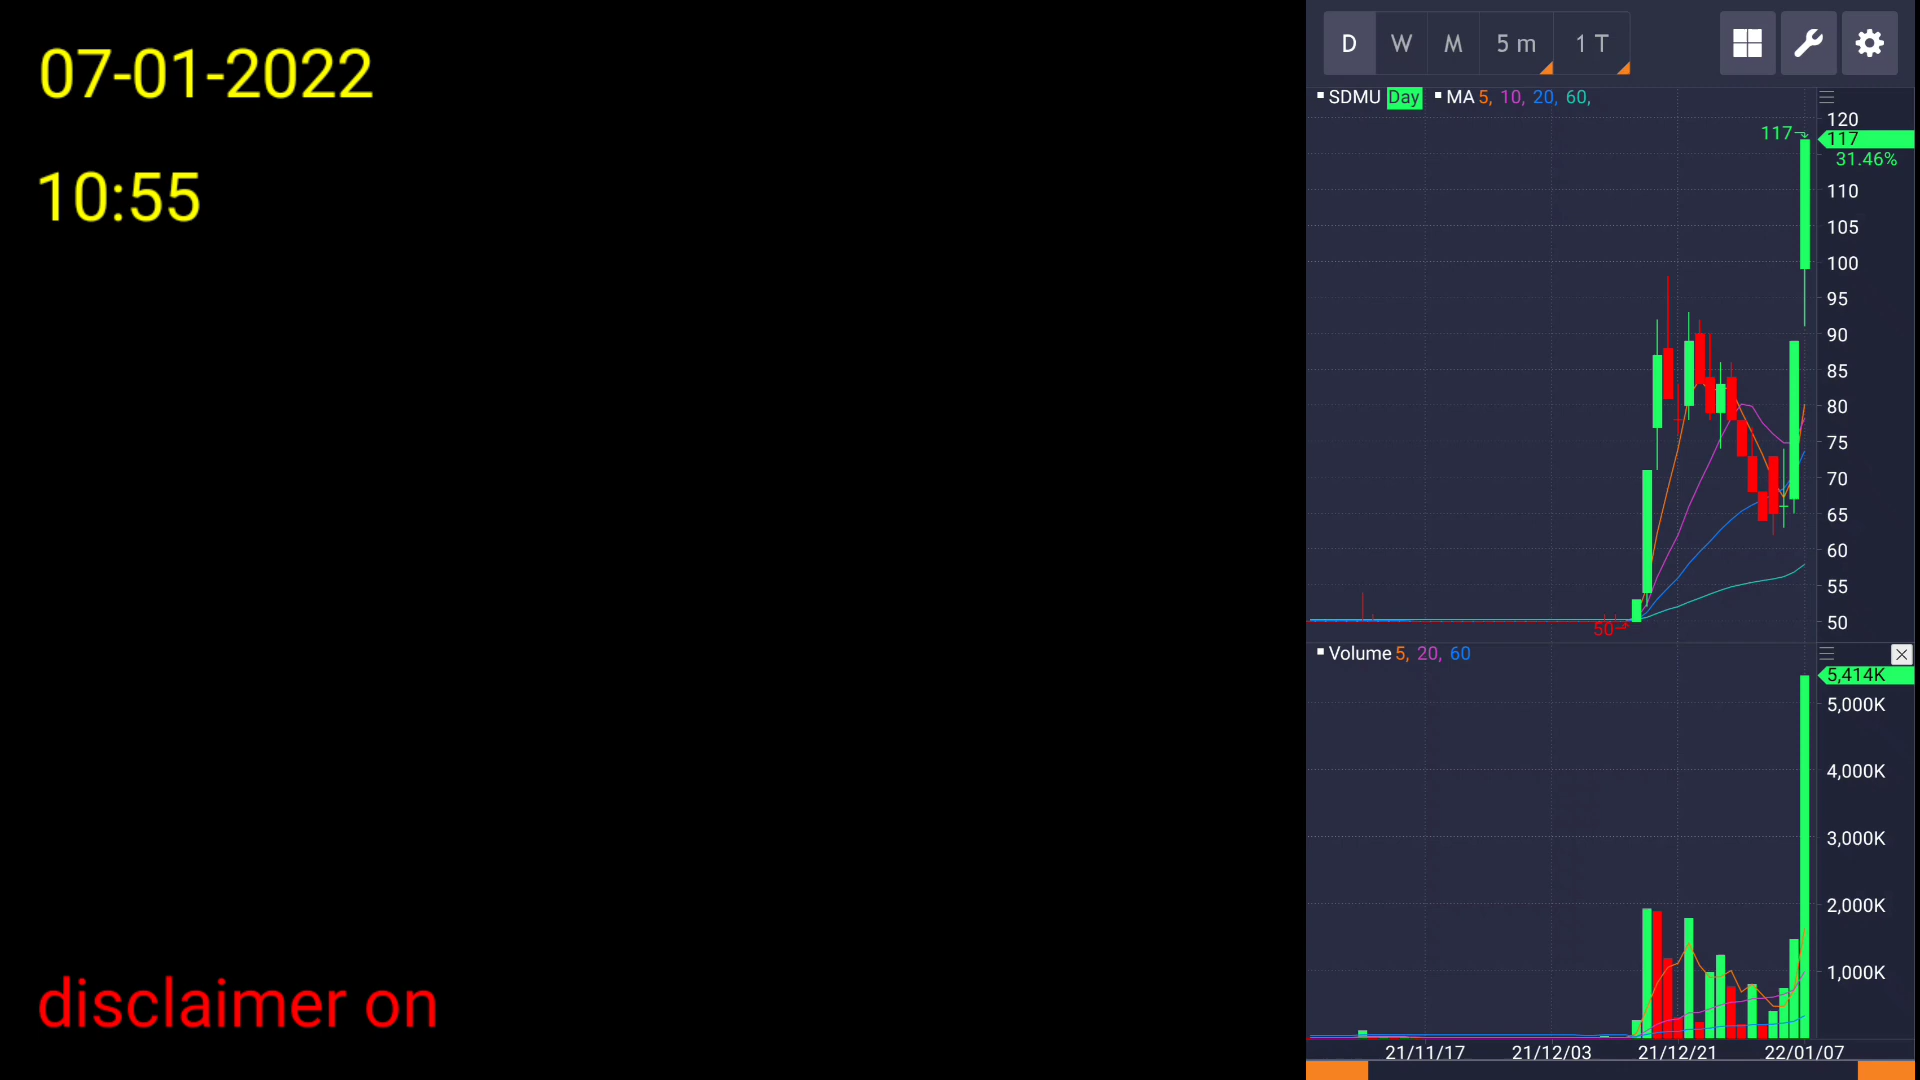 07-01-2022
10:55
disclaimer on
D W M 5 m 1 T
SDMU Day MA 5, 10, 20, 60,
120
117
117
31.46%
110
105
100
95
90
85
80
75
70
65
60
55
50
50
Volume 5, 20, 60
5,414K
5,000K
4,000K
3,000K
2,000K
1,000K
21/11/17 21/12/03 21/12/21 22/01/07